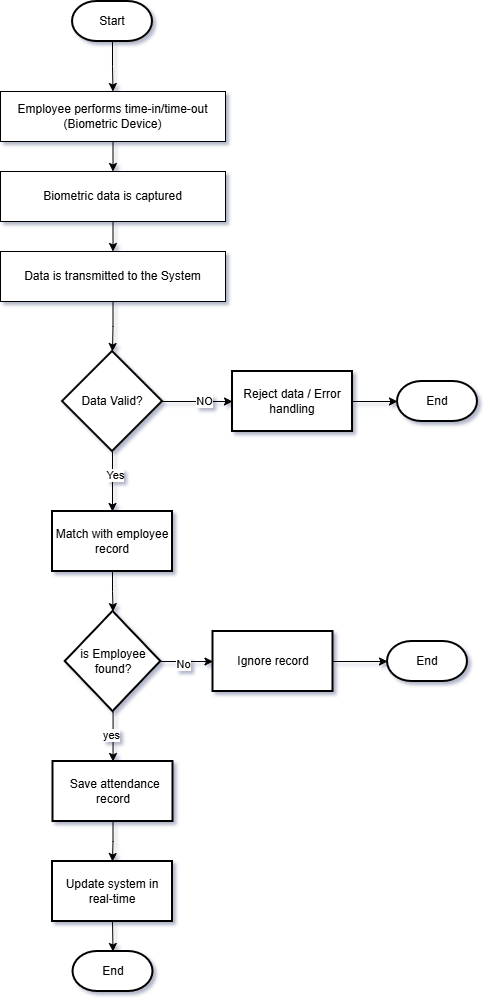 Start
Employee performs time-in/time-out
(Biometric Device)
Biometric data is captured
Data is transmitted to the System
Data Valid?
NO
Reject data / Error
handling
End
Yes
Match with employee
record
is Employee
found?
No
Ignore record
End
yes
Save attendance
record
Update system in
real-time
End